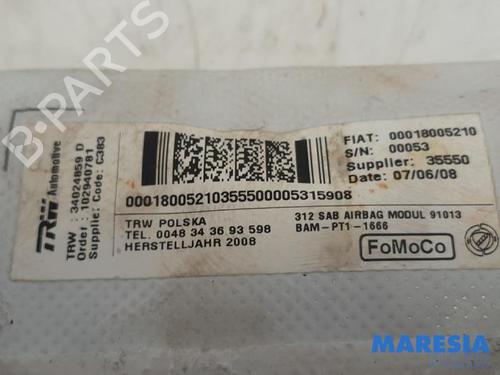 B-PARTS
TRW Automotive
TRW : 34024859 D
Order : 102940781
Supplier Code: C383
FIAT: 00018005210
S/N: 00053
Supplier: 35550
Date: 07/06/08
000180052103555000005315908
TRW POLSKA
TEL. 0048 34 36 93 598
HERSTELLJAHR 2008
312 SAB AIRBAG MODUL 91013
BAM-PT1-1666
FoMoCo
MARESIA